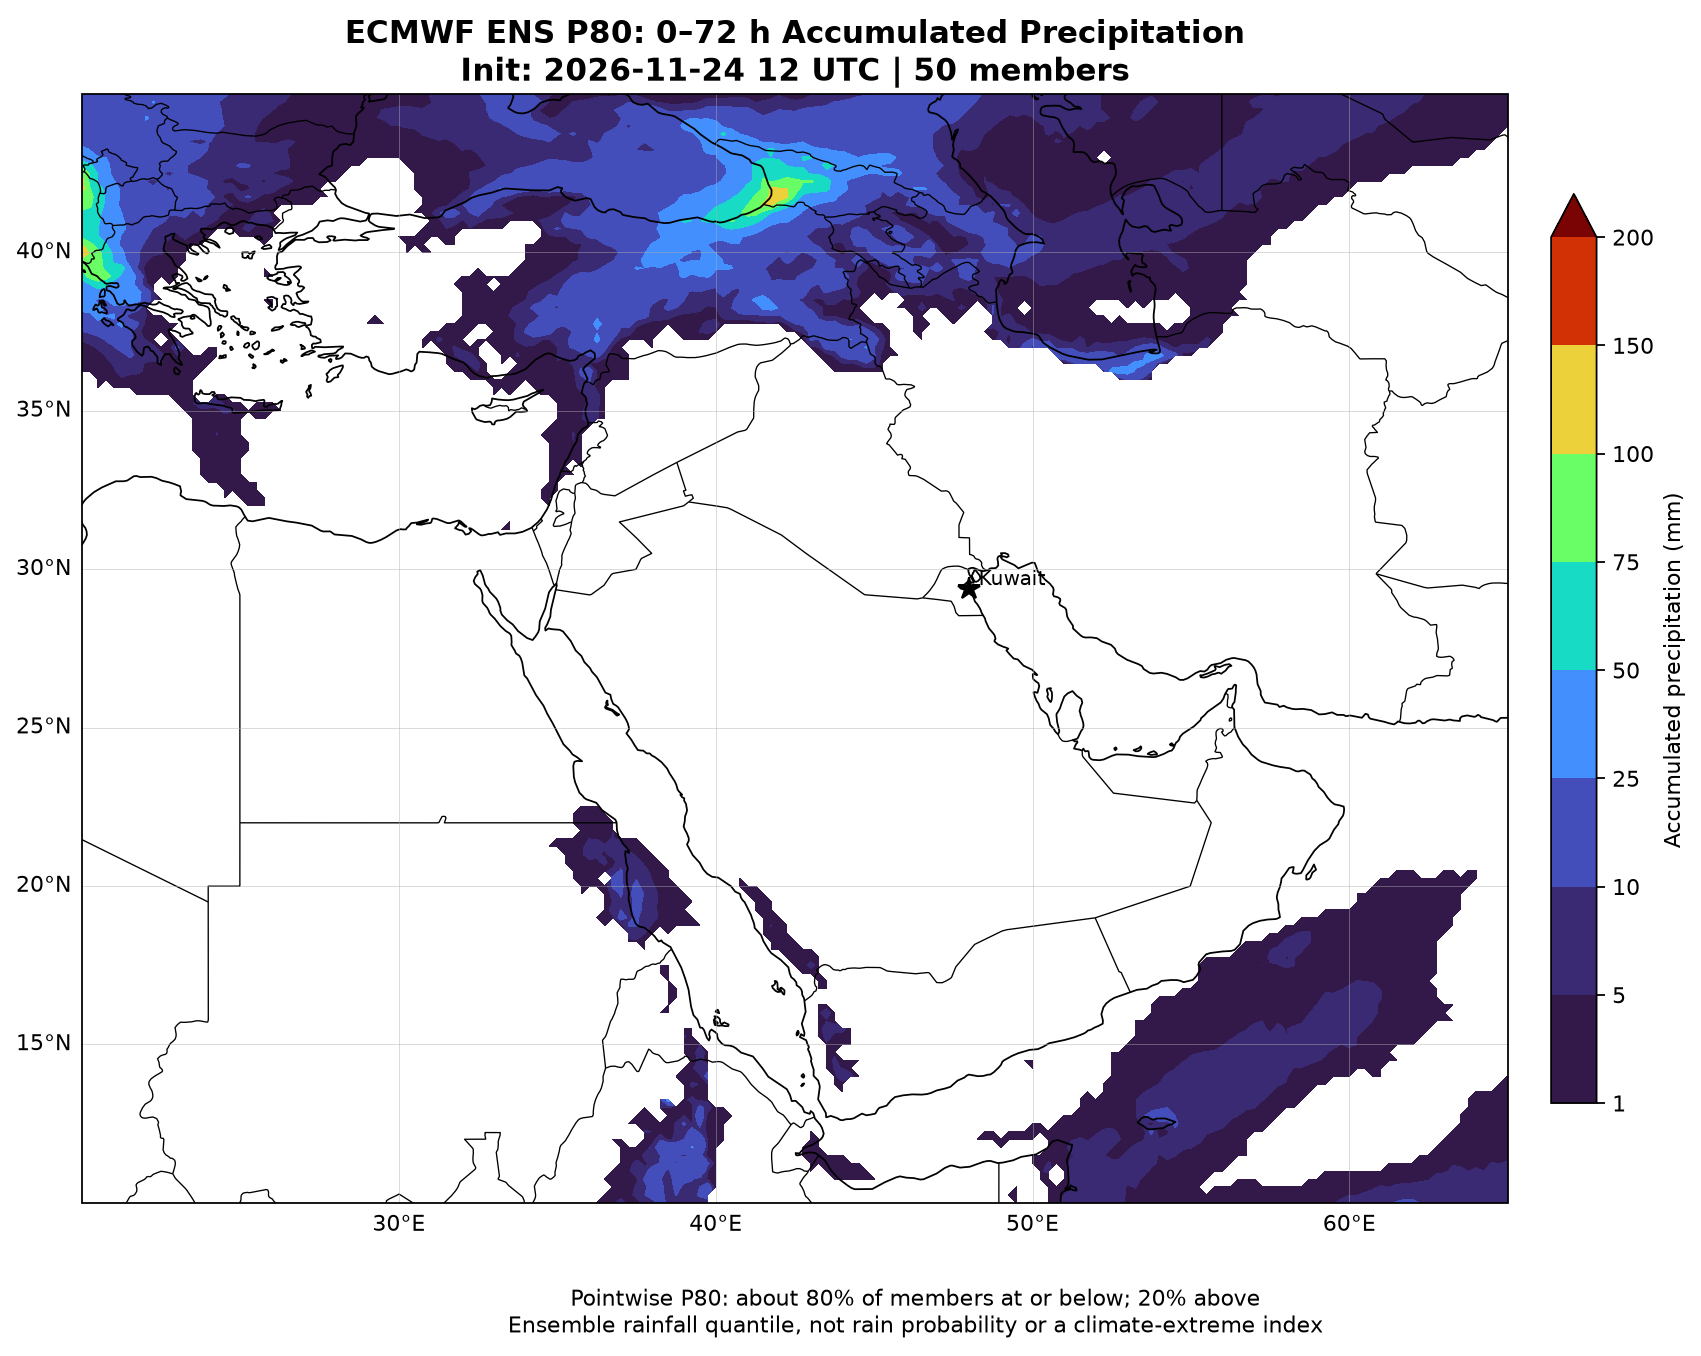 ECMWF ENS P80: 0–72 h Accumulated Precipitation
Init: 2026-11-24 12 UTC | 50 members
40°N
35°N
30°N
25°N
20°N
15°N
Kuwait
30°E
40°E
50°E
60°E
200
150
100
75
50
25
10
5
1
Accumulated precipitation (mm)
Pointwise P80: about 80% of members at or below; 20% above
Ensemble rainfall quantile, not rain probability or a climate-extreme index